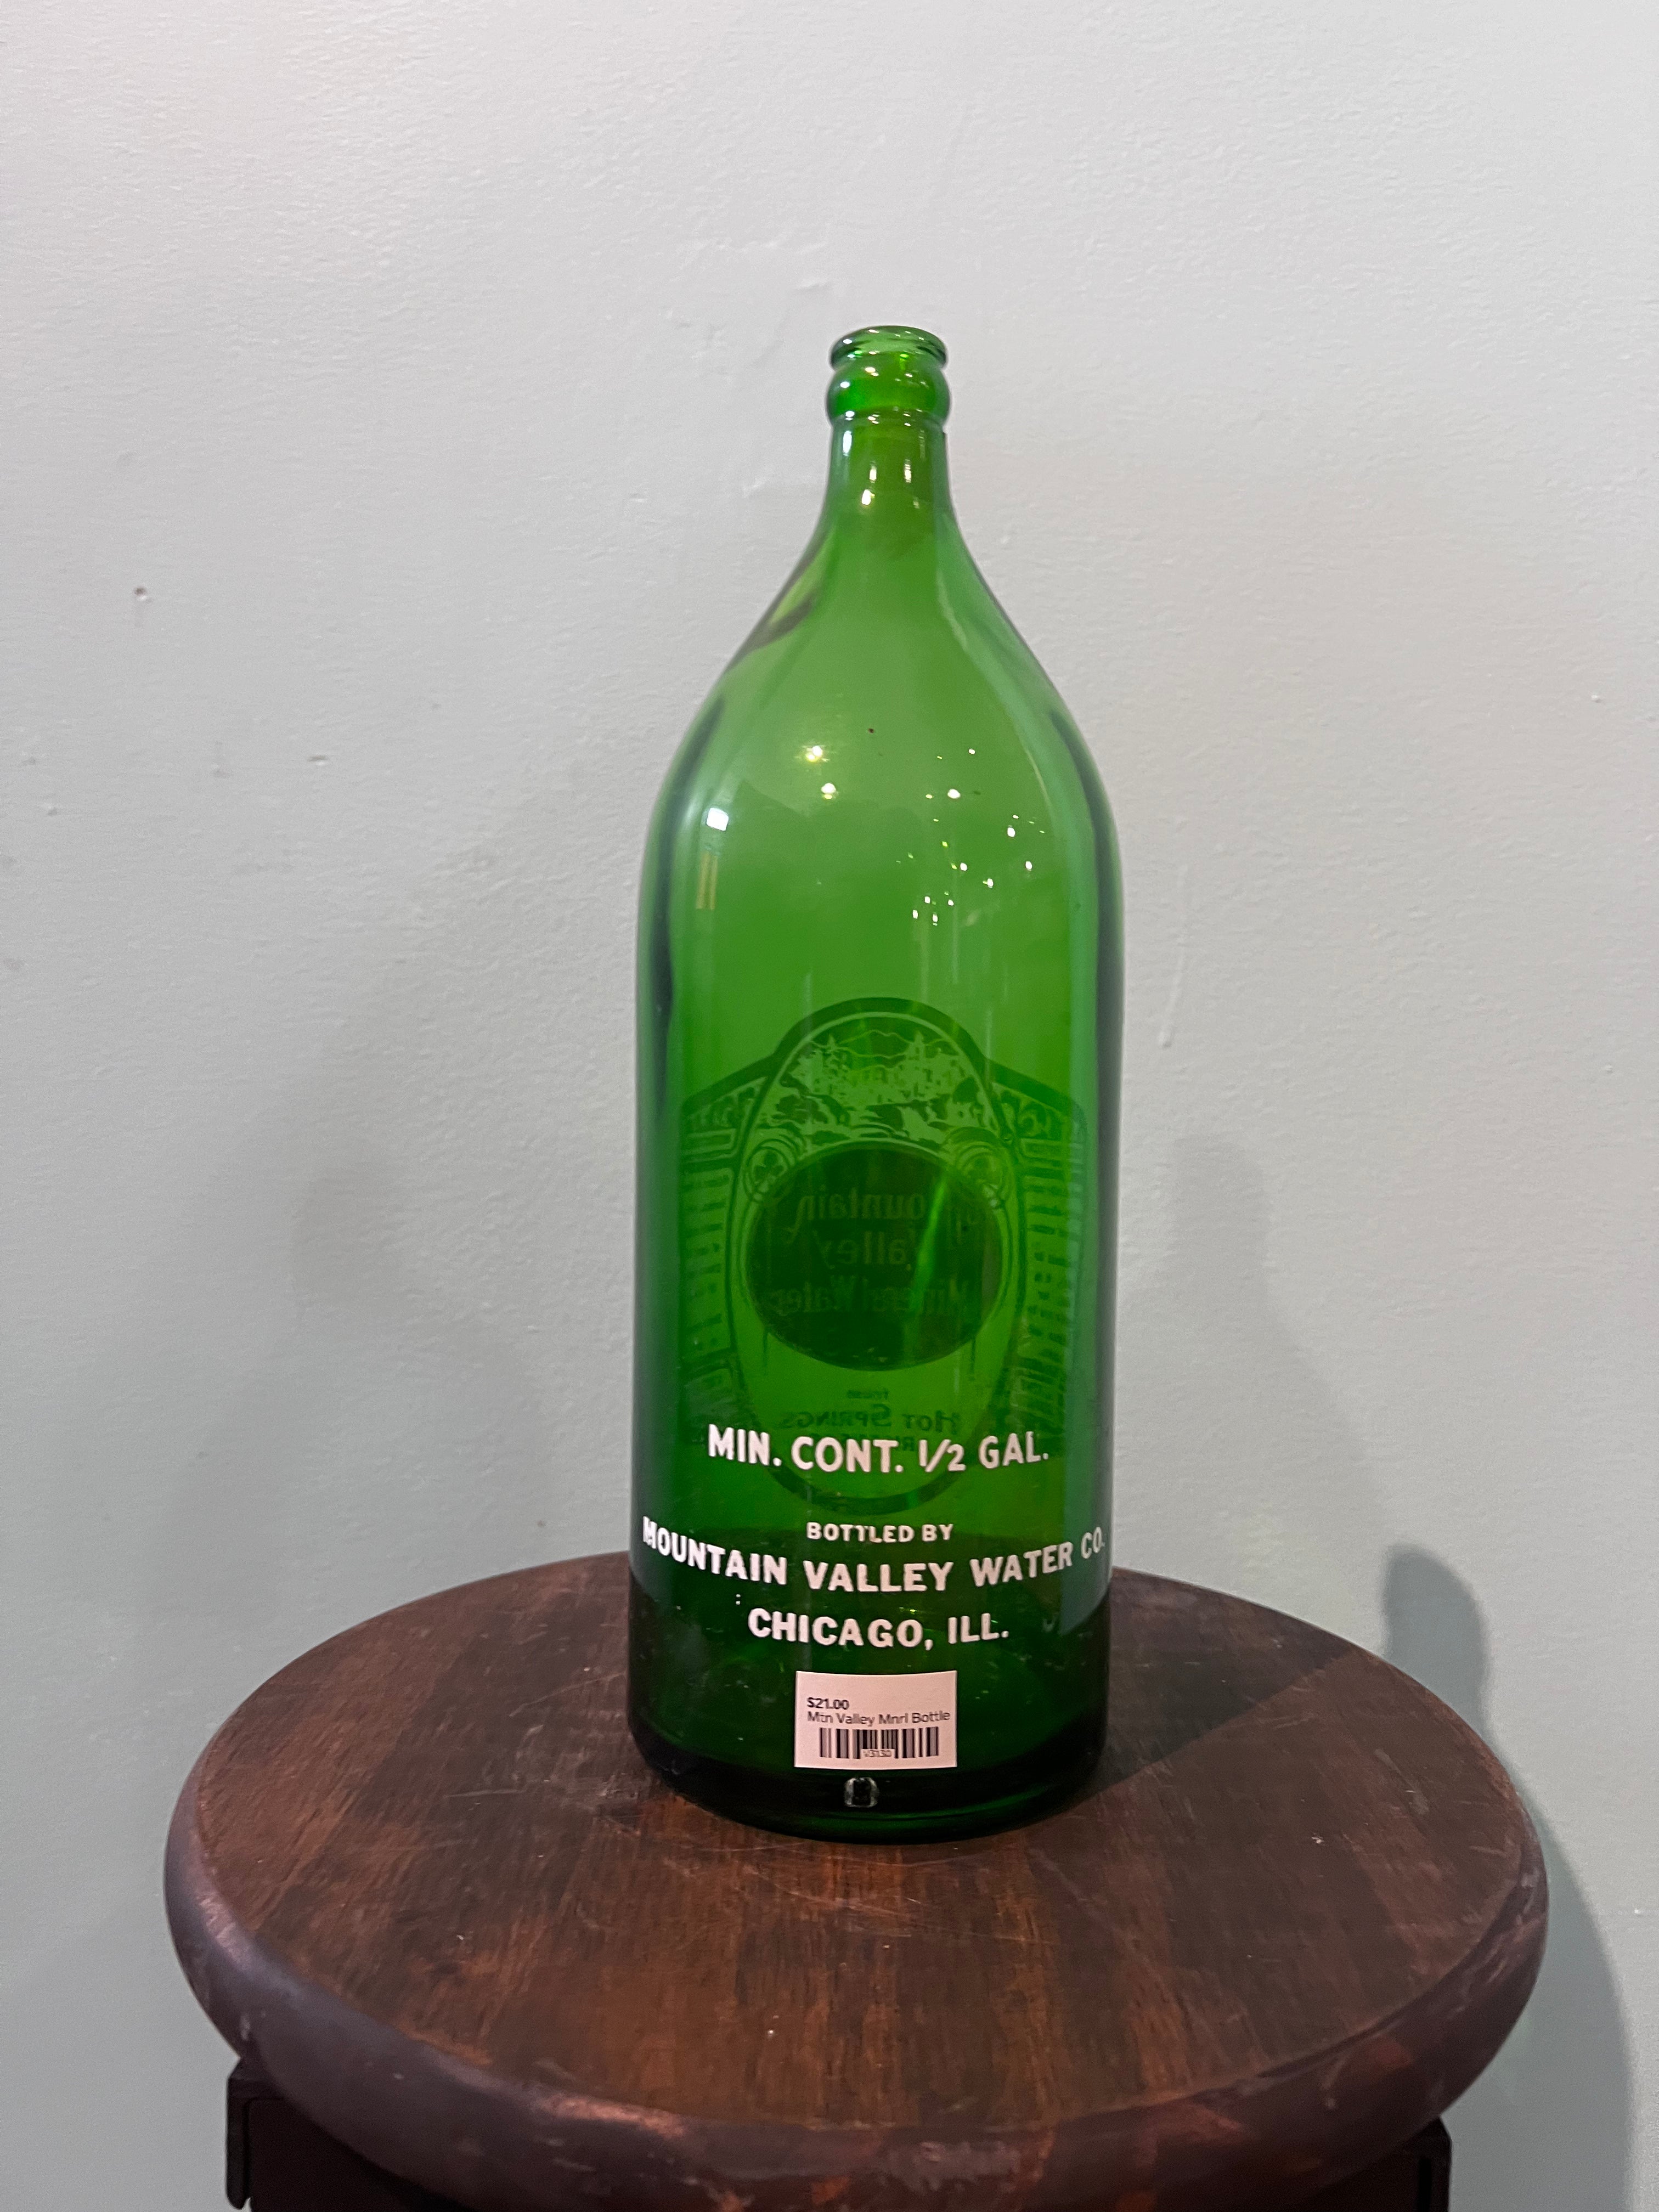 Mountain
Valley
Mineral Water
from
HOT SPRINGS
MIN. CONT. 1/2 GAL.
BOTTLED BY
MOUNTAIN VALLEY WATER CO.
CHICAGO, ILL.
$21.00
Mtn Valley Mnrl Bottle